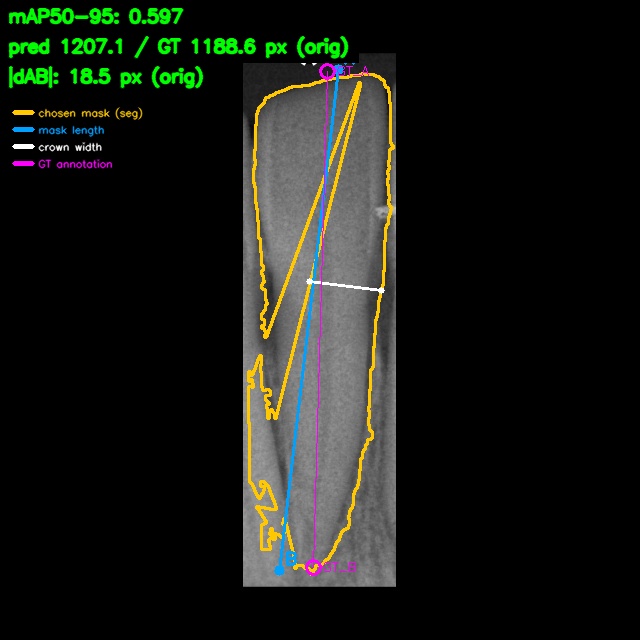 mAP50-95: 0.597
pred 1207.1 / GT 1188.6 px (orig)
|dAB|: 18.5 px (orig)
chosen mask (seg)
mask length
crown width
GT annotation